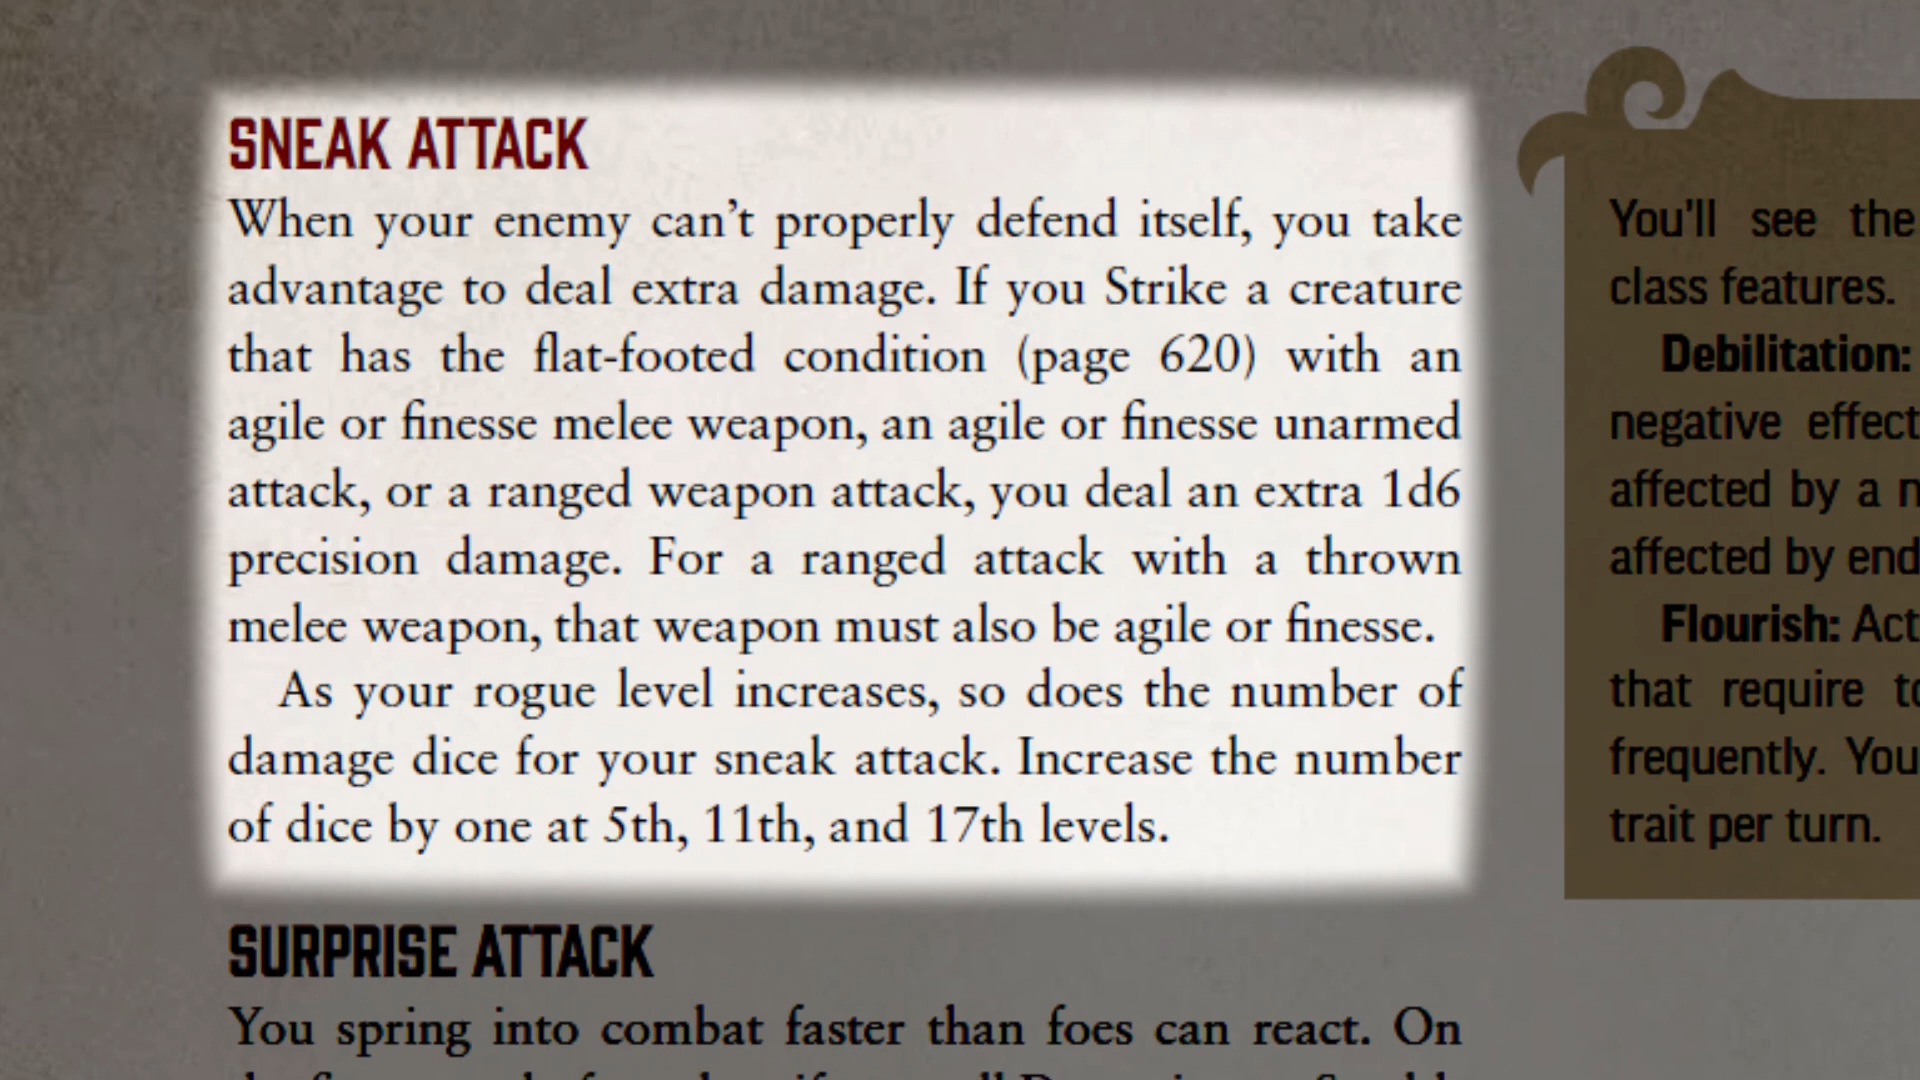 SNEAK ATTACK
When your enemy can't properly defend itself, you take
advantage to deal extra damage. If you Strike a creature
that has the flat-footed condition (page 620) with an
agile or finesse melee weapon, an agile or finesse unarmed
attack, or a ranged weapon attack, you deal an extra 1d6
precision damage. For a ranged attack with a thrown
melee weapon, that weapon must also be agile or finesse.
As your rogue level increases, so does the number of
damage dice for your sneak attack. Increase the number
of dice by one at 5th, 11th, and 17th levels.
SURPRISE ATTACK
You spring into combat faster than foes can react. On
You'll see the
class features.
Debilitation:
negative effect
affected by a
affected by end
Flourish: Act
that require
frequently. You
trait per turn.